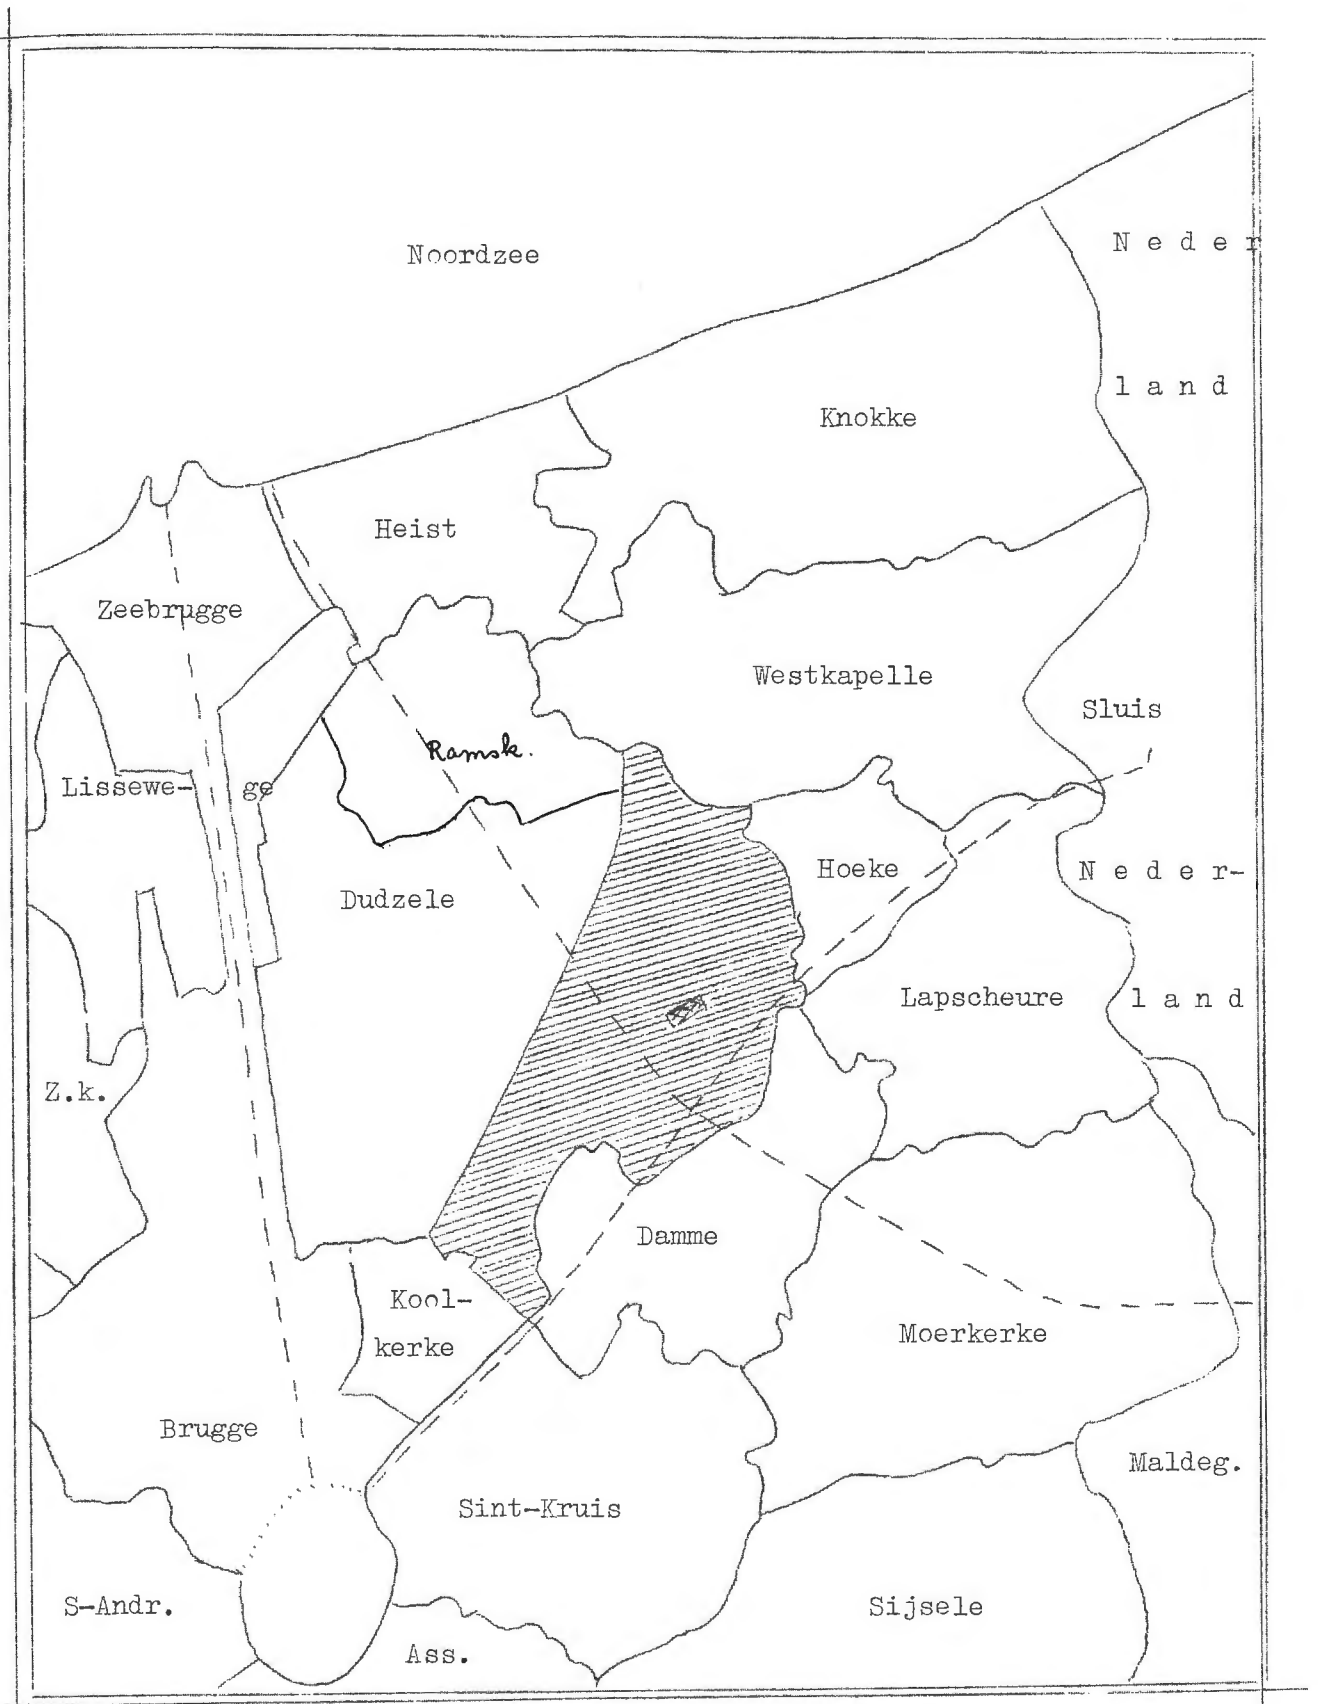 Noordzee
N e d e r
l a n d
Knokke
Heist
Zeebrugge
Westkapelle
Sluis
Ramsk.
Lissewe- ge
Hoeke
N e d e r-
Dudzele
Lapscheure
l a n d
Z.k.
Damme
Kool-
kerke
Moerkerke
Brugge
Maldeg.
Sint-Kruis
S-Andr.
Sijsele
Ass.